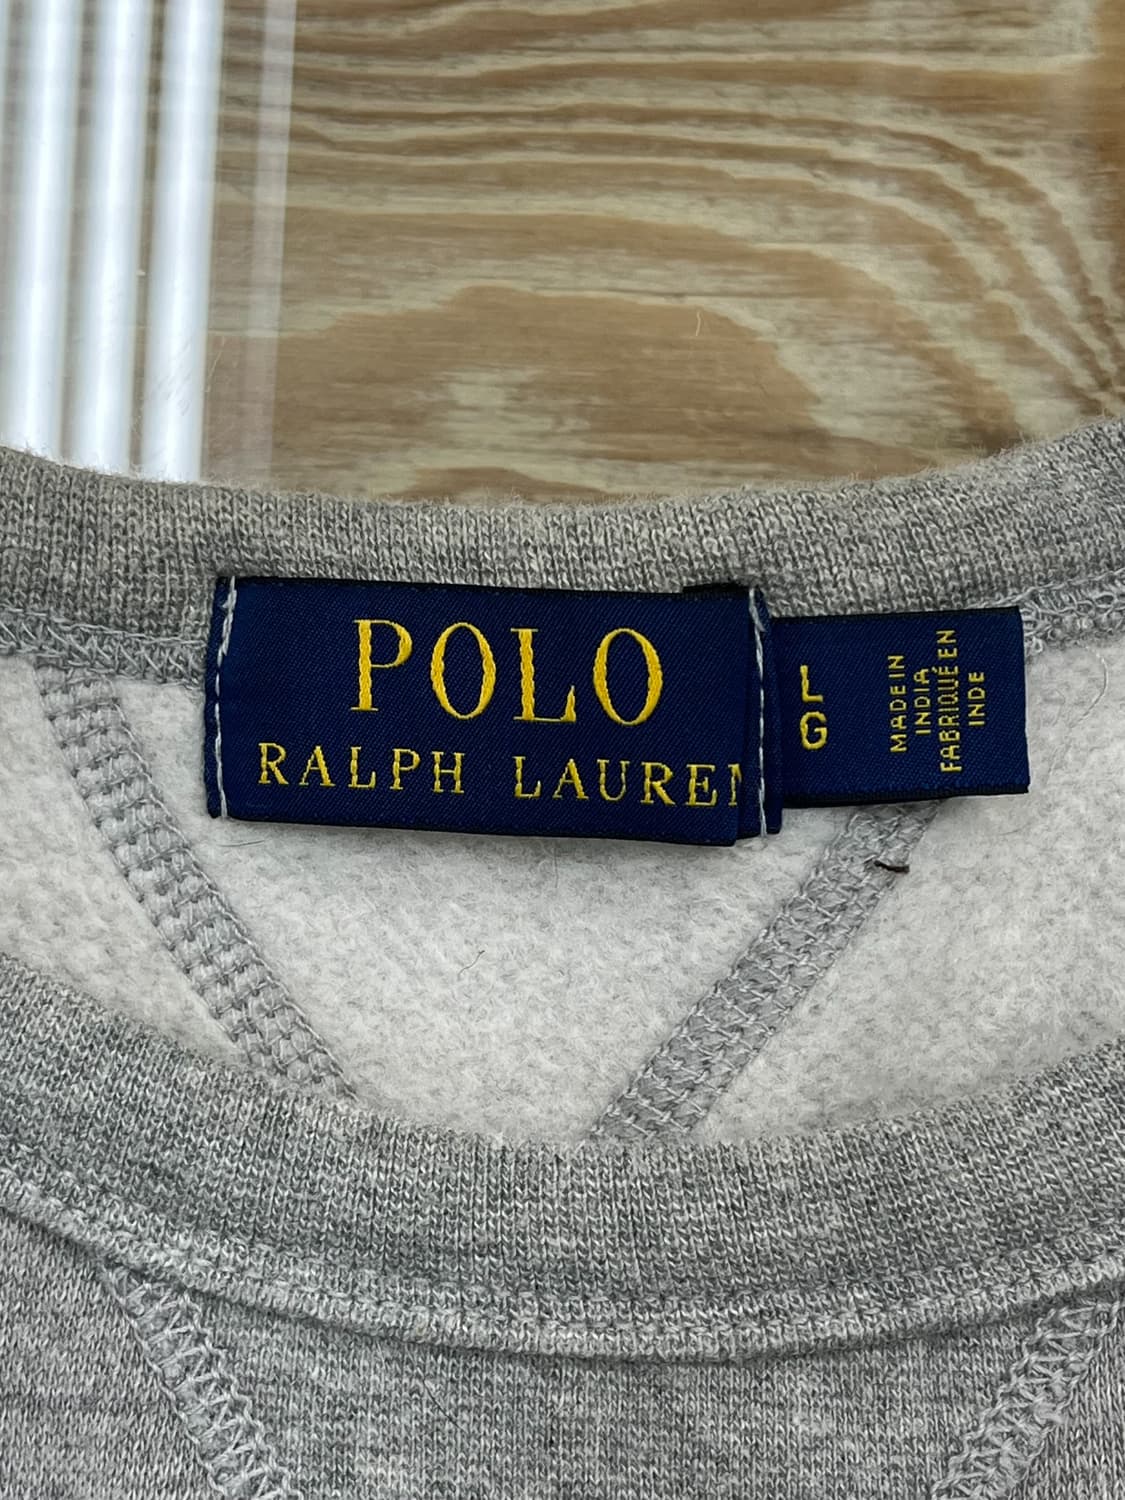 POLO
RALPH LAUREN
L
G
MADE IN
INDIA
FABRIQUÉ EN
INDE